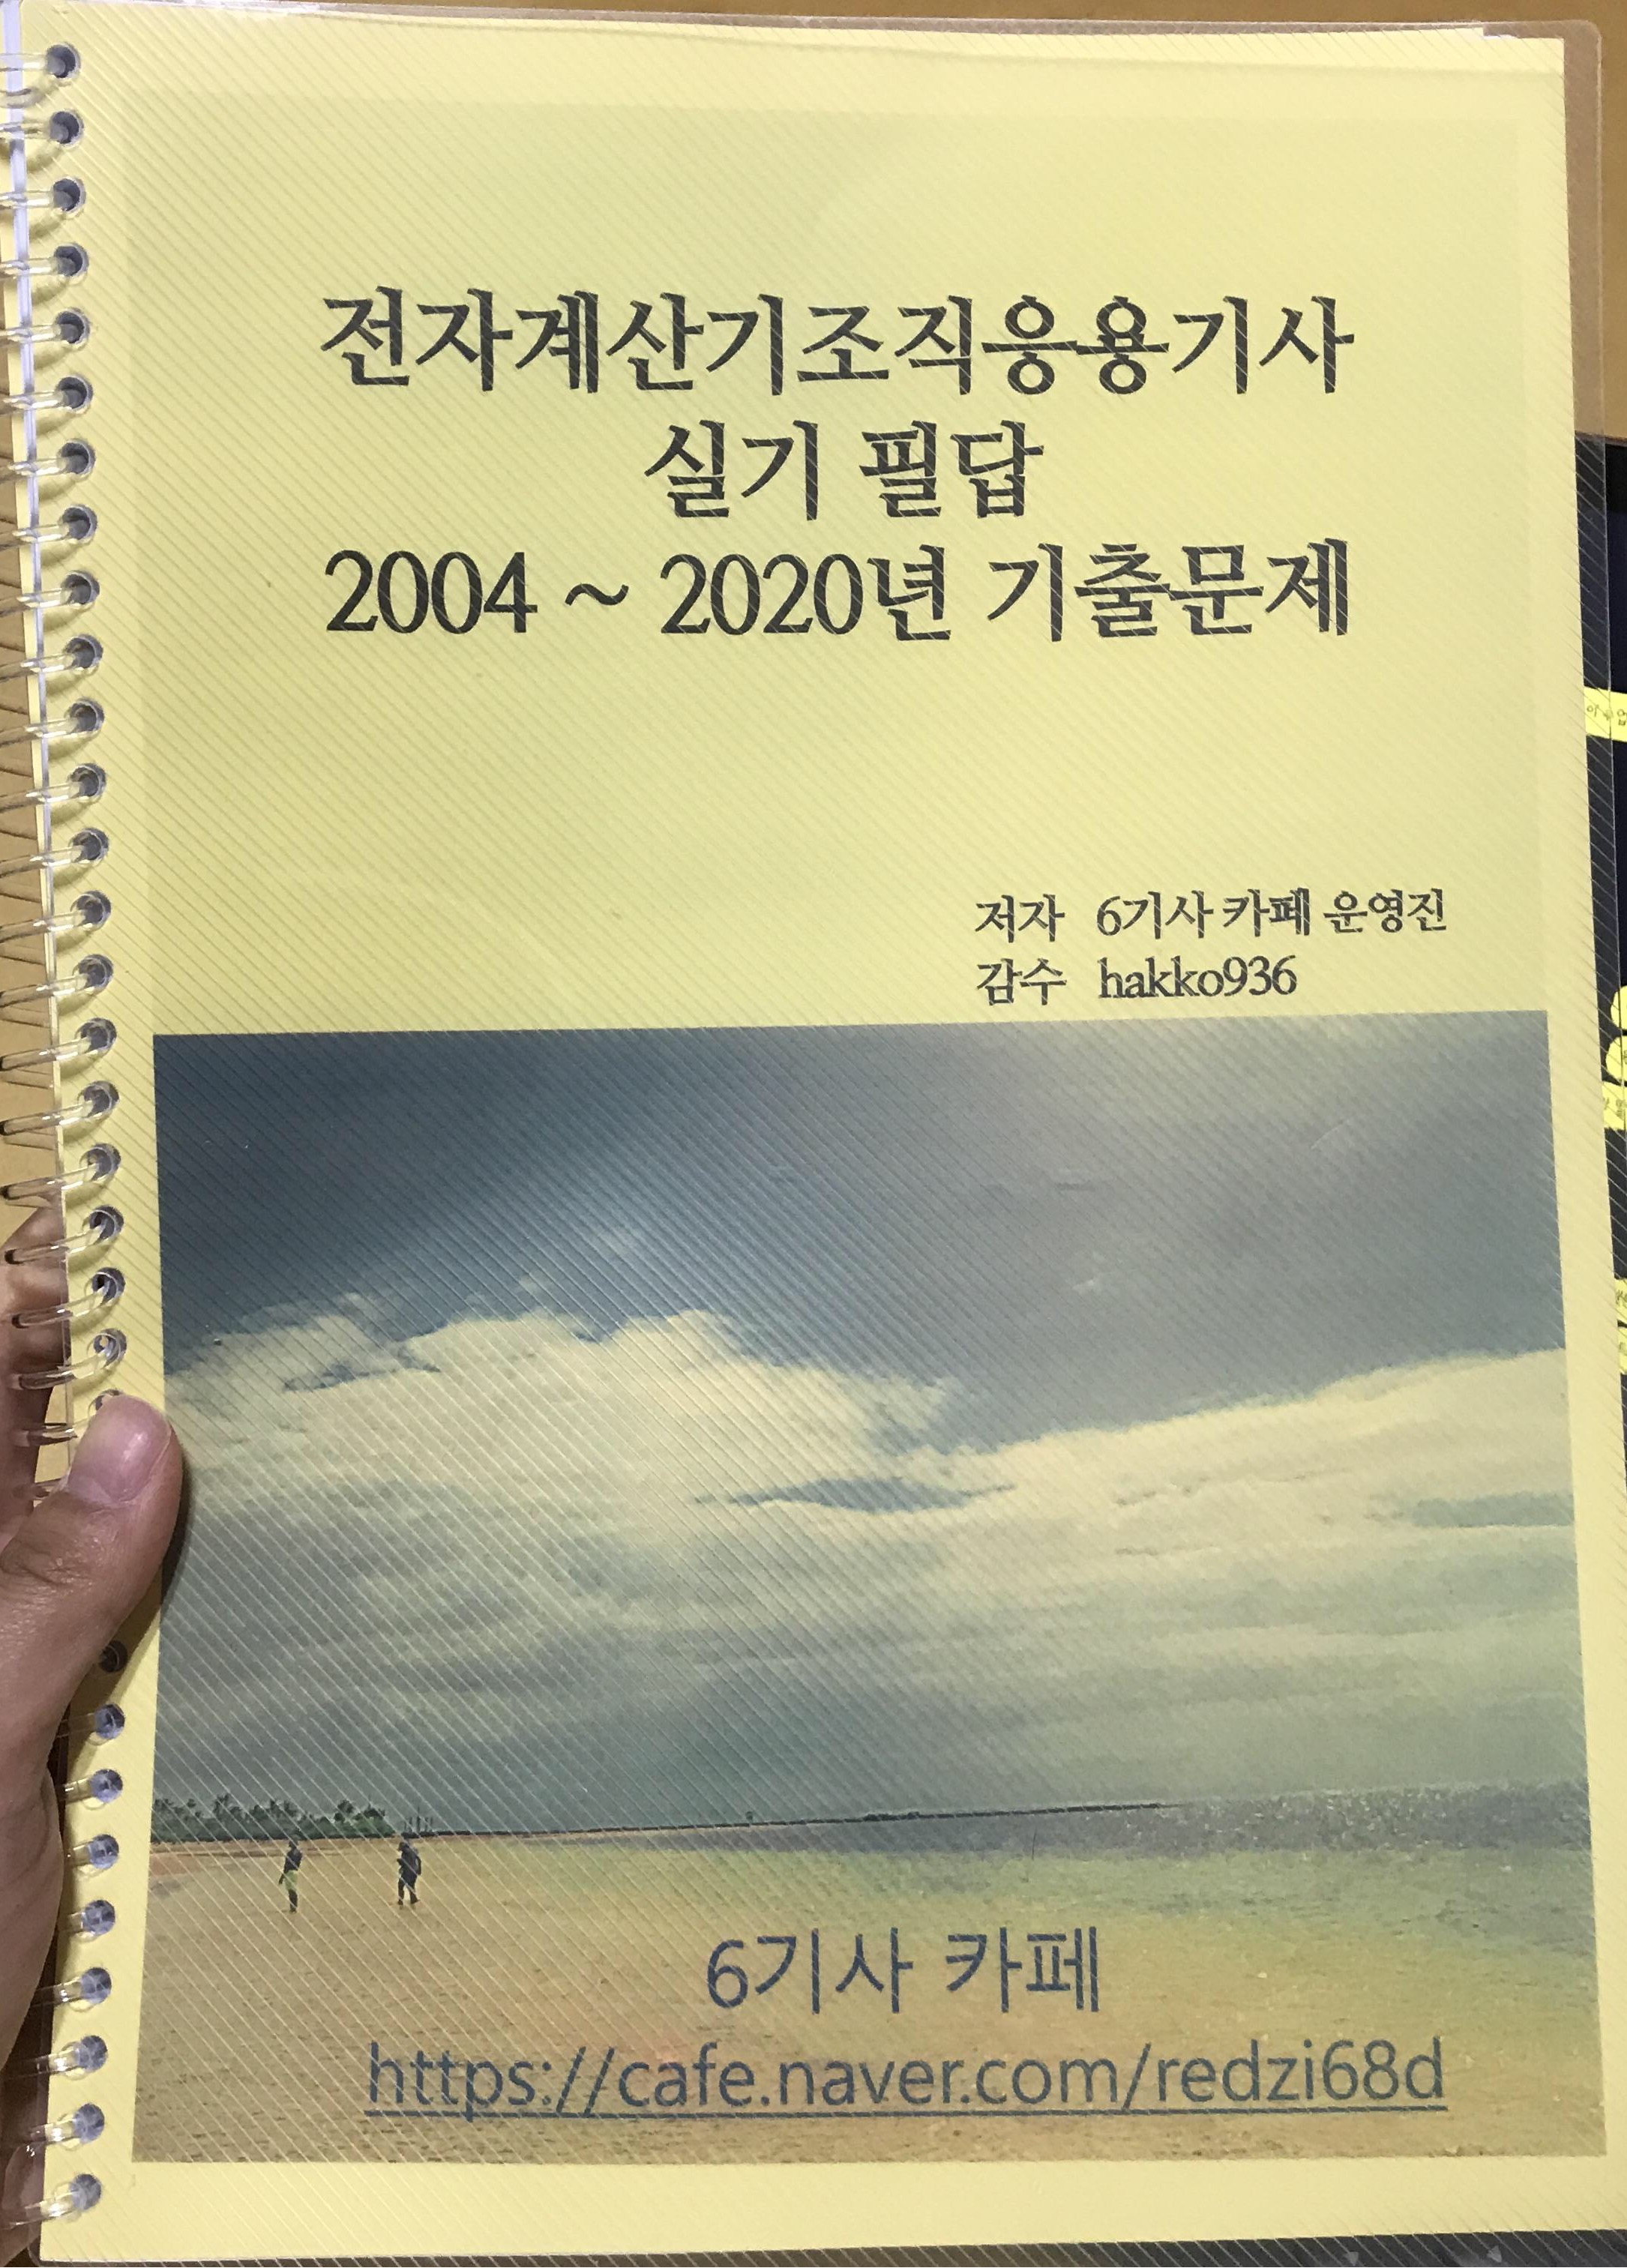 전자계산기조직응용기사
실기 필답
2004 ~ 2020년 기출문제
저자 6기사 카페 운영진
감수 hakko936
6기사 카페
https://cafe.naver.com/redzi68d